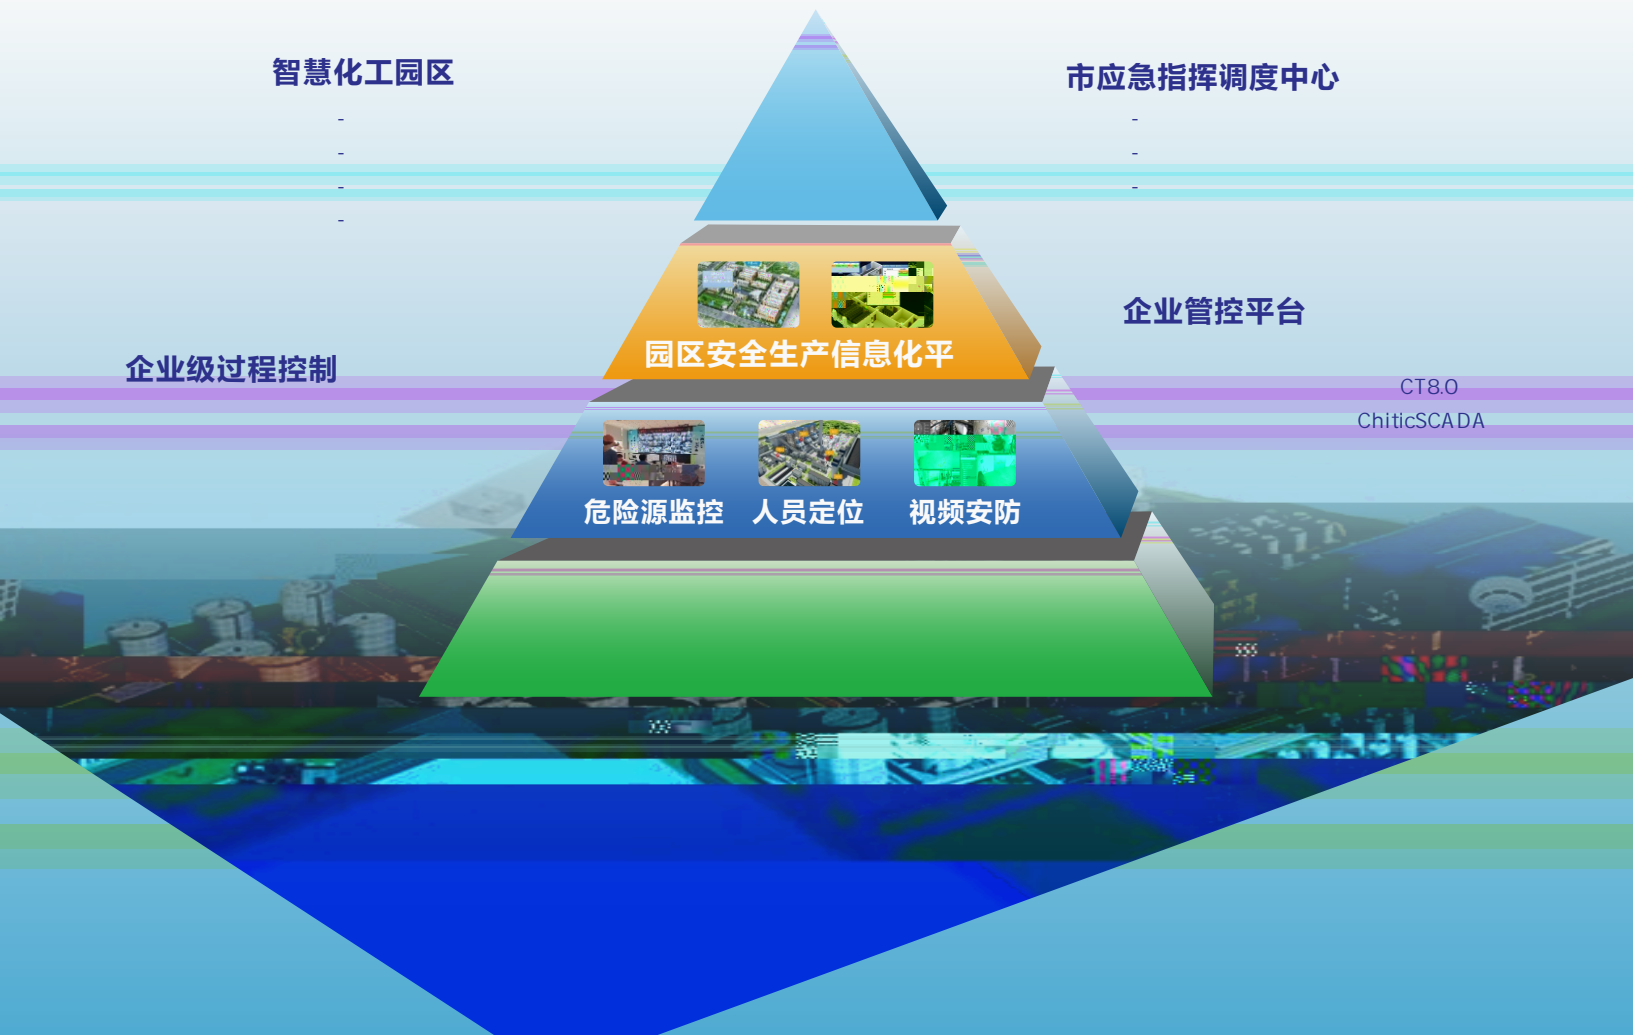 智慧化工园区
-
-
-
-
市应急指挥调度中心
-
-
-
园区安全生产信息化平
企业管控平台
企业级过程控制
CT8.0
ChiticSCADA
危险源监控 人员定位 视频安防